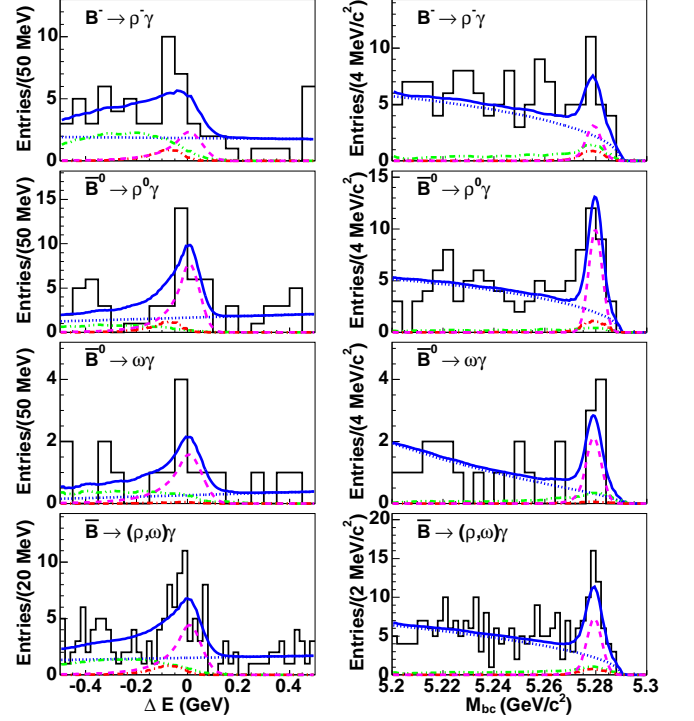 Entries/(50 MeV)
B⁻ → ρ⁻γ
10
5
0
Entries/(4 MeV/c²)
B⁻ → ρ⁻γ
10
5
0
Entries/(50 MeV)
B̅⁰ → ρ⁰γ
15
10
5
0
Entries/(4 MeV/c²)
B̅⁰ → ρ⁰γ
15
10
5
0
Entries/(50 MeV)
B̅⁰ → ωγ
4
2
0
Entries/(4 MeV/c²)
B̅⁰ → ωγ
4
2
0
Entries/(20 MeV)
B̅ → (ρ,ω)γ
15
10
5
0
Entries/(2 MeV/c²)
B̅ → (ρ,ω)γ
20
15
10
5
0
-0.4 -0.2 0 0.2 0.4
Δ E (GeV)
5.2 5.22 5.24 5.26 5.28 5.3
M_bc (GeV/c²)